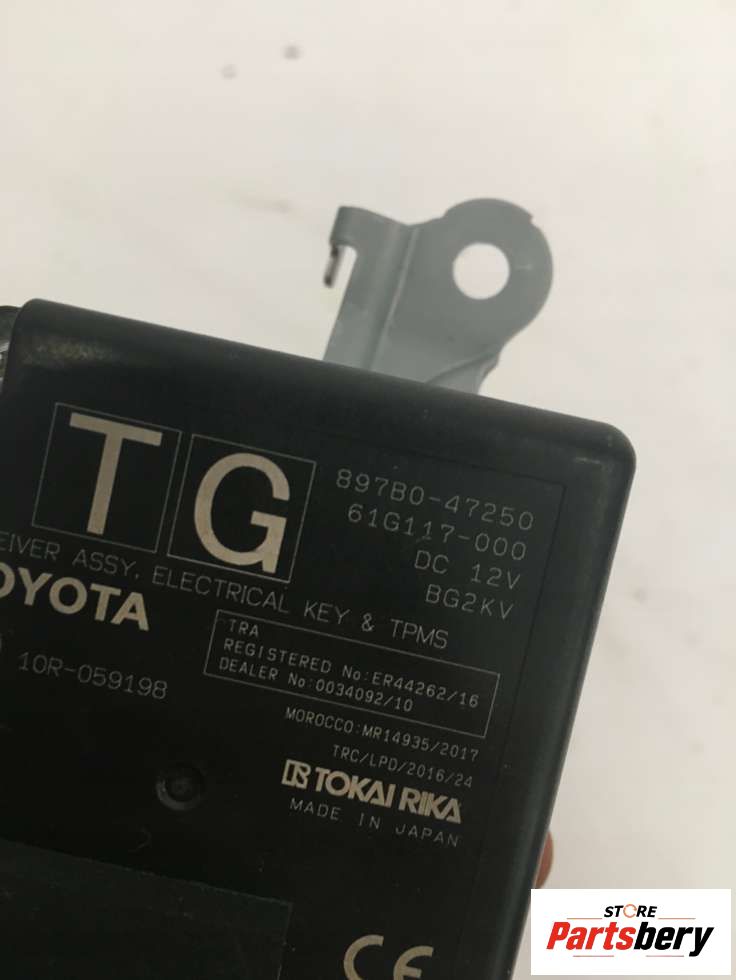 TG
897B0-47250
61G117-000
DC 12V
BG2KV
EIVER ASSY, ELECTRICAL KEY & TPMS
OYOTA
10R-059198
TRA
REGISTERED No:ER44262/16
DEALER No:0034092/10
MOROCCO:MR14935/2017
TRC/LPD/2016/24
TOKAI RIKA
MADE IN JAPAN
CE
STORE
Partsbery